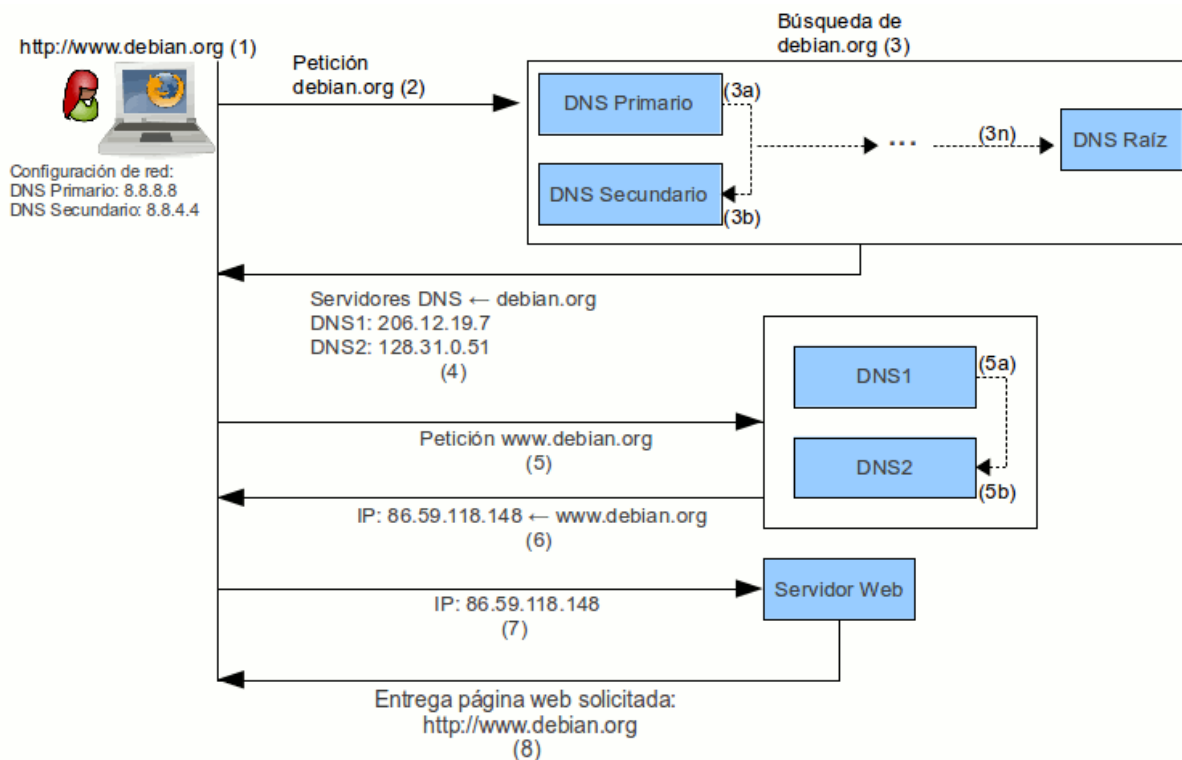 http://www.debian.org (1)
Configuración de red:
DNS Primario: 8.8.8.8
DNS Secundario: 8.8.4.4
Petición
debian.org (2)
Búsqueda de
debian.org (3)
DNS Primario
(3a)
DNS Secundario
(3b)
...
(3n)
DNS Raíz
Servidores DNS ← debian.org
DNS1: 206.12.19.7
DNS2: 128.31.0.51
(4)
Petición www.debian.org
(5)
DNS1
(5a)
DNS2
(5b)
IP: 86.59.118.148 ← www.debian.org
(6)
IP: 86.59.118.148
(7)
Servidor Web
Entrega página web solicitada:
http://www.debian.org
(8)